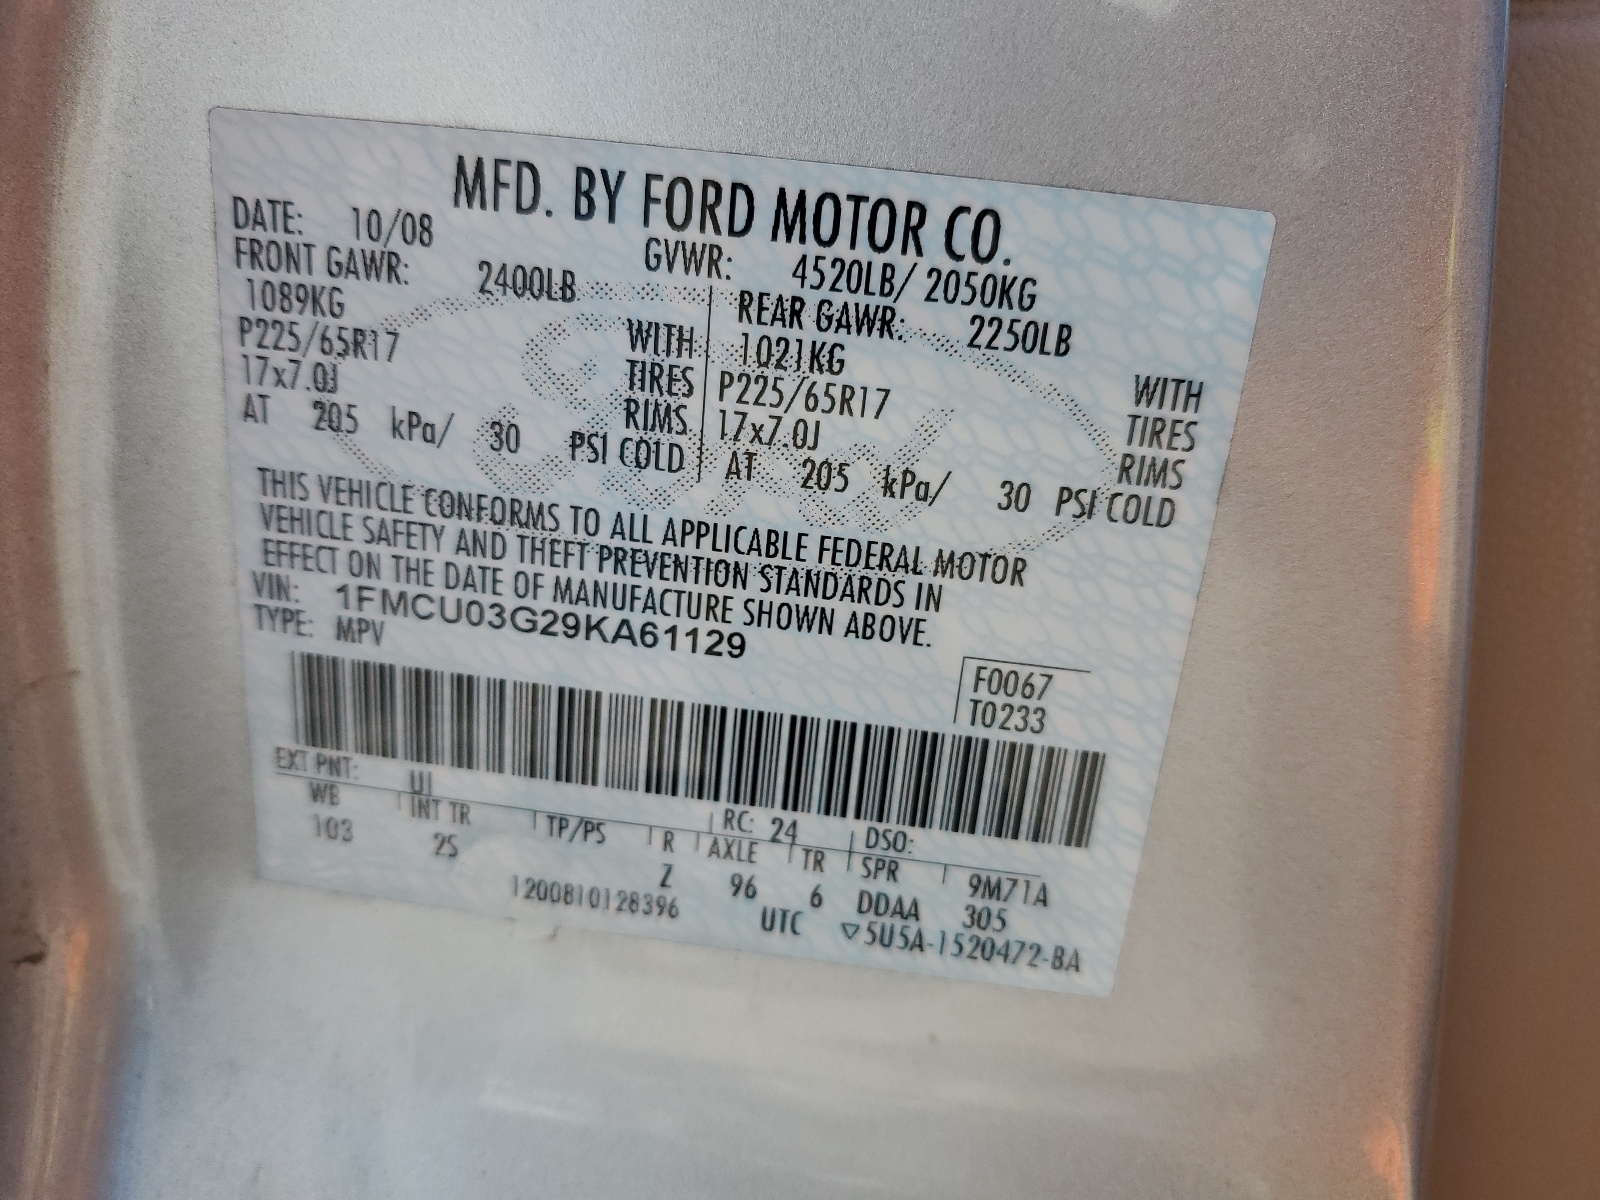 MFD. BY FORD MOTOR CO.
DATE: 10/08 GVWR: 4520LB/ 2050KG
FRONT GAWR: 2400LB REAR GAWR: 2250LB
1089KG WITH 1021KG WITH
P225/65R17 TIRES P225/65R17 TIRES
17x7.0J RIMS 17x7.0J RIMS
AT 205 kPa/ 30 PSI COLD AT 205 kPa/ 30 PSI COLD
THIS VEHICLE CONFORMS TO ALL APPLICABLE FEDERAL MOTOR
VEHICLE SAFETY AND THEFT PREVENTION STANDARDS IN
EFFECT ON THE DATE OF MANUFACTURE SHOWN ABOVE.
VIN: 1FMCU03G29KA61129
TYPE: MPV
F0067
T0233
EXT PNT: UI RC: 24 DSO:
WB INT TR TP/PS R AXLE TR SPR 9M71A
103 2S Z 96 6 DDAA 305
1200810128396 UTC ▽5U5A-1520472-BA